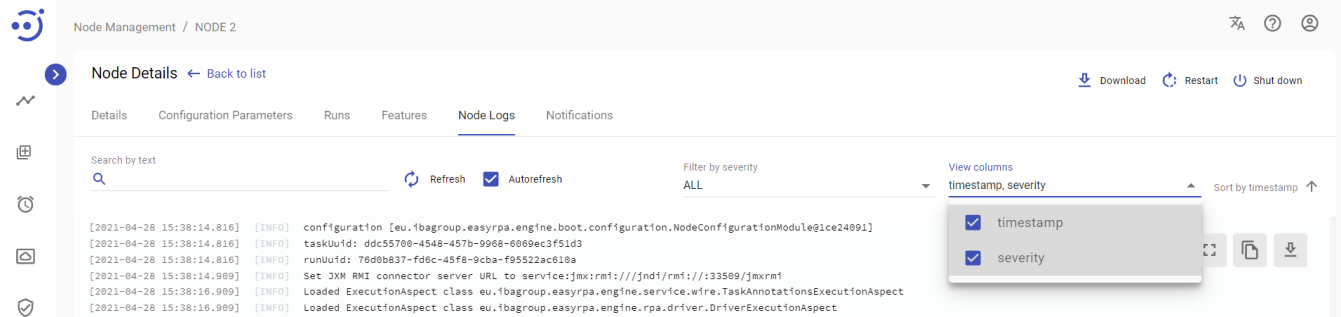 Node Management / NODE 2
Node Details ← Back to list
Download Restart Shut down
Details Configuration Parameters Runs Features Node Logs Notifications
Search by text
Refresh Autorefresh
Filter by severity
ALL
View columns
timestamp, severity
Sort by timestamp ↑
timestamp
severity
[2021-04-28 15:38:14.816] [INFO] configuration [eu.ibagroup.easyrpa.engine.boot.configuration.NodeConfigurationModule@1ce24091]
[2021-04-28 15:38:14.816] [INFO] taskUuid: ddc55700-4548-457b-9968-6069ec3f51d3
[2021-04-28 15:38:14.816] [INFO] runUuid: 76d0b837-fd6c-45f8-9cba-f95522ac610a
[2021-04-28 15:38:14.909] [INFO] Set JXM RMI connector server URL to service:jmx:rmi:///jndi/rmi://:33509/jmxrmi
[2021-04-28 15:38:16.909] [INFO] Loaded ExecutionAspect class eu.ibagroup.easyrpa.engine.service.wire.TaskAnnotationsExecutionAspect
[2021-04-28 15:38:16.909] [INFO] Loaded ExecutionAspect class eu.ibagroup.easyrpa.engine.rpa.driver.DriverExecutionAspect